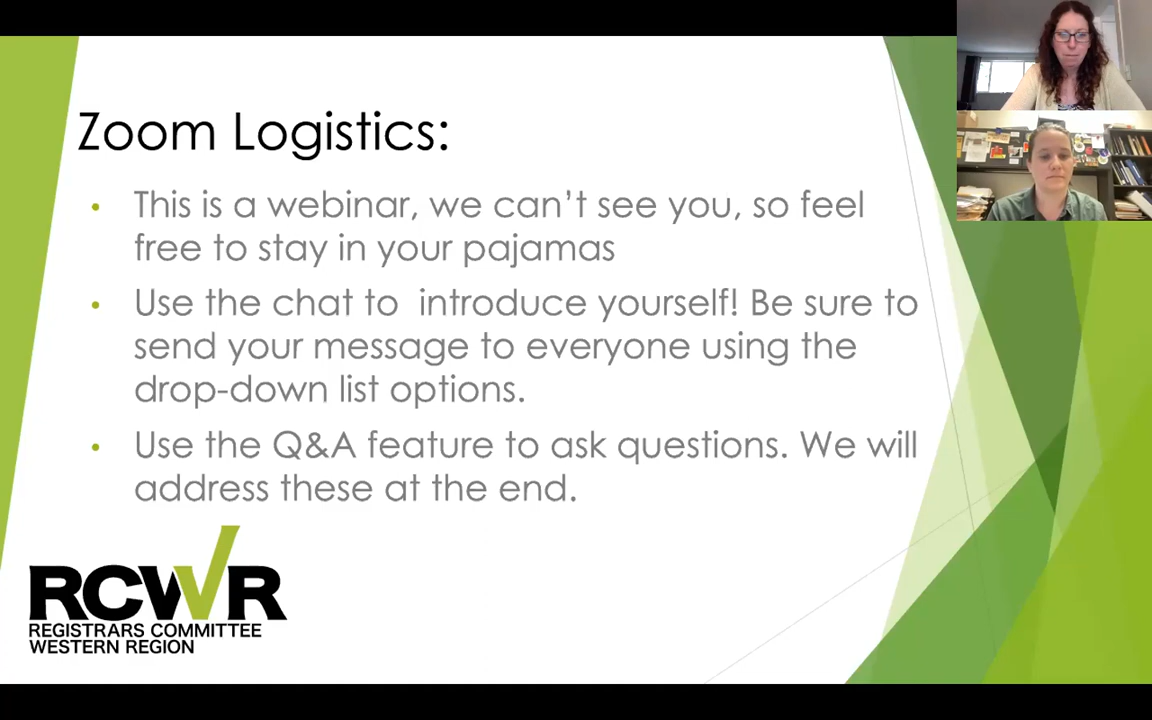 Zoom Logistics:
• This is a webinar, we can’t see you, so feel
free to stay in your pajamas
• Use the chat to  introduce yourself! Be sure to
send your message to everyone using the
drop-down list options.
• Use the Q&A feature to ask questions. We will
address these at the end.
RCWR
REGISTRARS COMMITTEE
WESTERN REGION